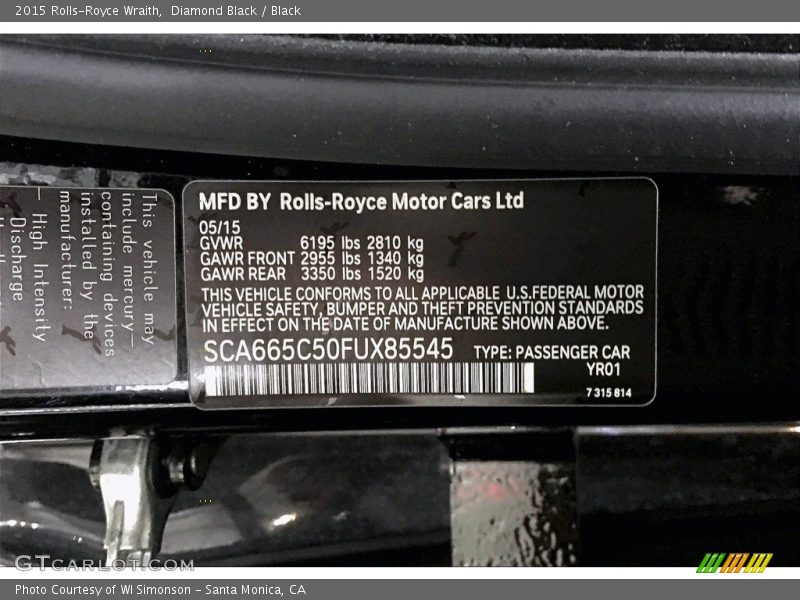 2015 Rolls-Royce Wraith,  Diamond Black / Black
This vehicle may
include mercury-
containing devices
installed by the
manufacturer:
– High Intensity
Discharge
MFD BY Rolls-Royce Motor Cars Ltd
05/15
GVWR 6195 lbs 2810 kg
GAWR FRONT 2955 lbs 1340 kg
GAWR REAR 3350 lbs 1520 kg
THIS VEHICLE CONFORMS TO ALL APPLICABLE U.S.FEDERAL MOTOR
VEHICLE SAFETY, BUMPER AND THEFT PREVENTION STANDARDS
IN EFFECT ON THE DATE OF MANUFACTURE SHOWN ABOVE.
SCA665C50FUX85545 TYPE: PASSENGER CAR
YR01
7 315 814
GTCARLOT.COM
Photo Courtesy of WI Simonson – Santa Monica, CA